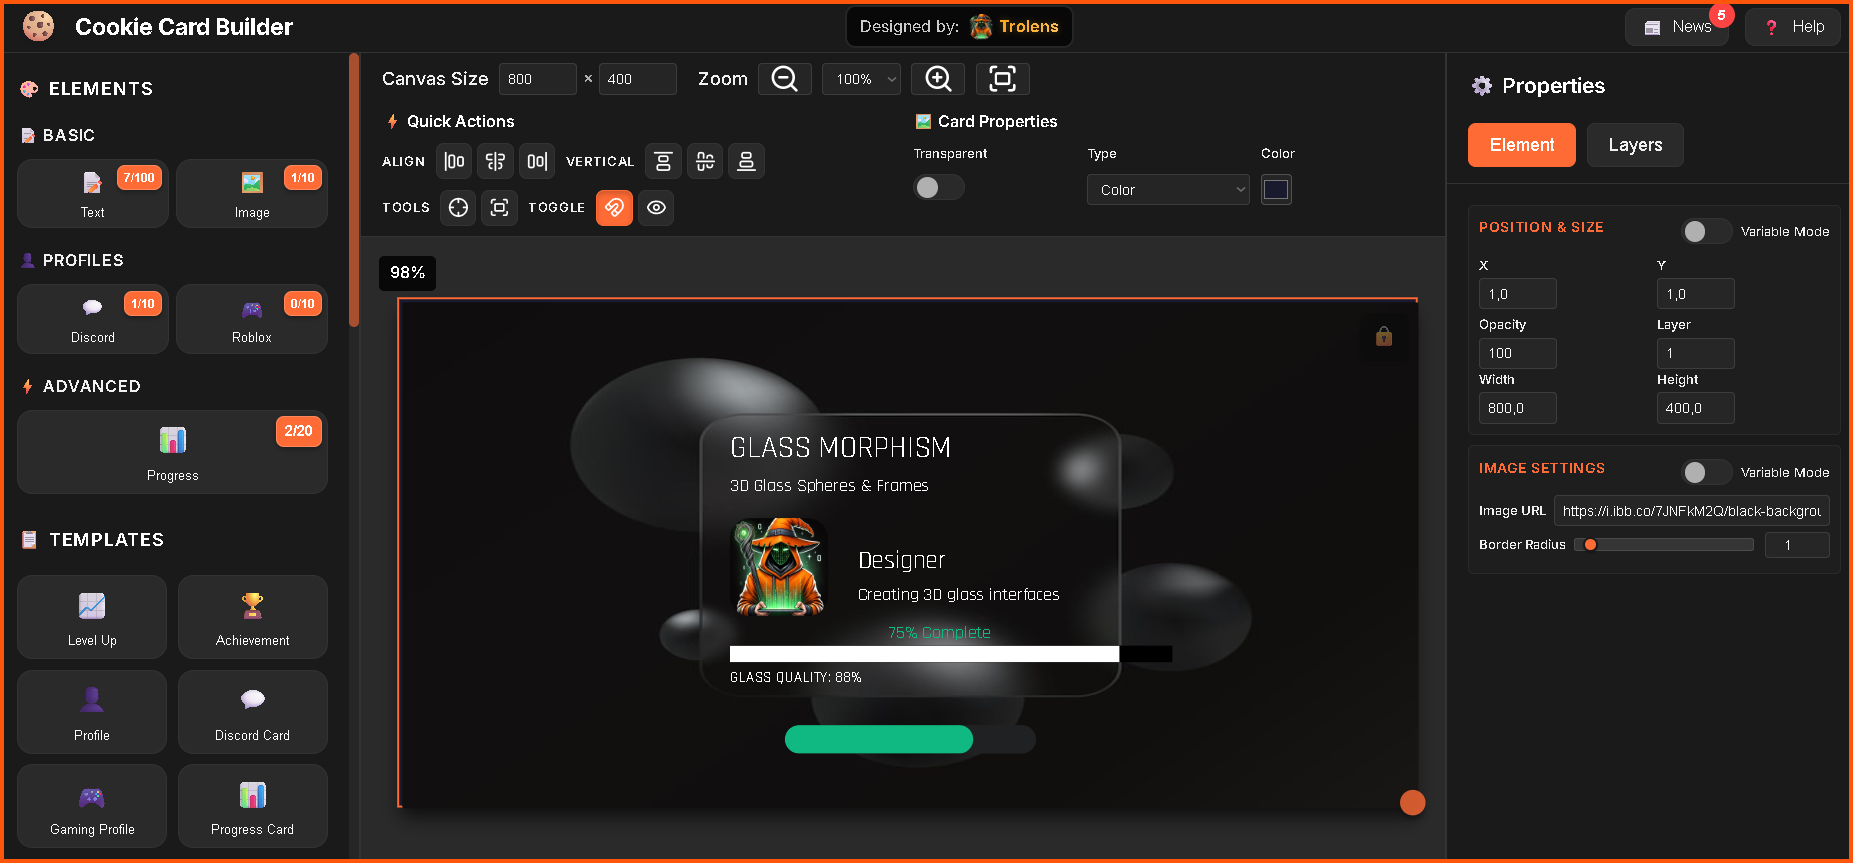 Cookie Card Builder
Designed by: Trolens
News 5
Help
ELEMENTS
BASIC
7/100
Text
1/10
Image
PROFILES
1/10
Discord
0/10
Roblox
ADVANCED
2/20
Progress
TEMPLATES
Level Up
Achievement
Profile
Discord Card
Gaming Profile
Progress Card
Canvas Size 800 × 400 Zoom 100%
Quick Actions
ALIGN VERTICAL
TOOLS TOGGLE
Card Properties
Transparent Type Color
Color
98%
GLASS MORPHISM
3D Glass Spheres & Frames
Designer
Creating 3D glass interfaces
75% Complete
GLASS QUALITY: 88%
Properties
Element Layers
POSITION & SIZE Variable Mode
X Y
1,0 1,0
Opacity Layer
100 1
Width Height
800,0 400,0
IMAGE SETTINGS Variable Mode
Image URL https://i.ibb.co/7JNFkM2Q/black-backgrou
Border Radius 1